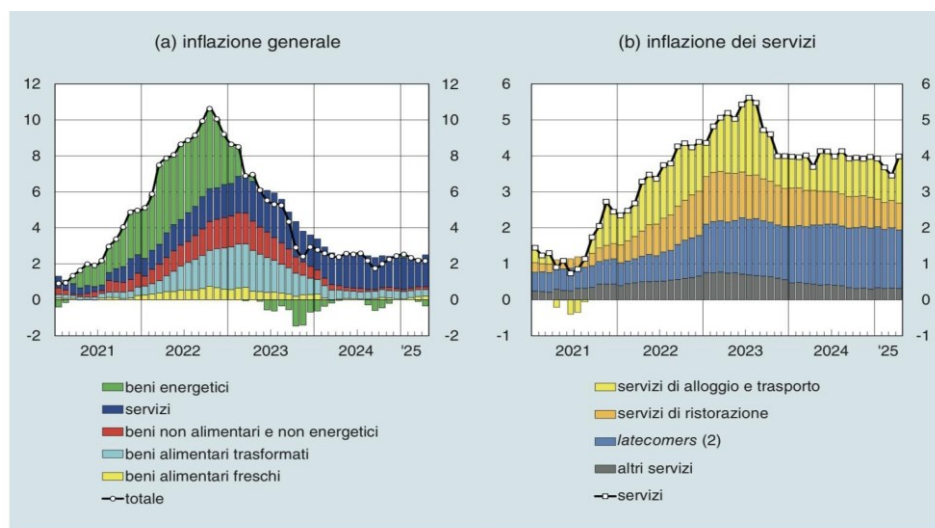 (a) inflazione generale
(b) inflazione dei servizi
12 12 6 6
10 10 5 5
8 8 4 4
6 6 3 3
4 4 2 2
2 2 1 1
0 0 0 0
-2 -2 -1 -1
2021 2022 2023 2024 '25
2021 2022 2023 2024 '25
beni energetici
servizi
beni non alimentari e non energetici
beni alimentari trasformati
beni alimentari freschi
totale
servizi di alloggio e trasporto
servizi di ristorazione
latecomers (2)
altri servizi
servizi